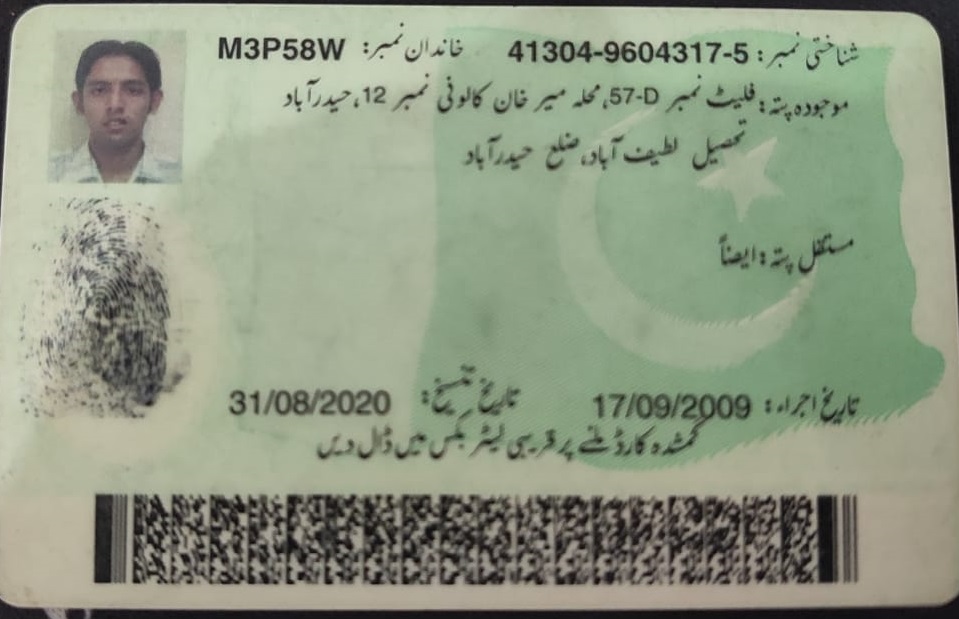 شناختی نمبر: 41304-9604317-5 خاندان نمبر: M3P58W
موجودہ پتہ: فلیٹ نمبر 57-D، محلہ میر خان کالونی نمبر 12، حیدرآباد
تحصیل لطیف آباد، ضلع حیدرآباد
مستقل پتہ: ایضاً
تاریخ اجراء: 17/09/2009 تاریخ تنسیخ: 31/08/2020
گمشدہ کارڈ ملنے پر قریبی لیٹر بکس میں ڈال دیں